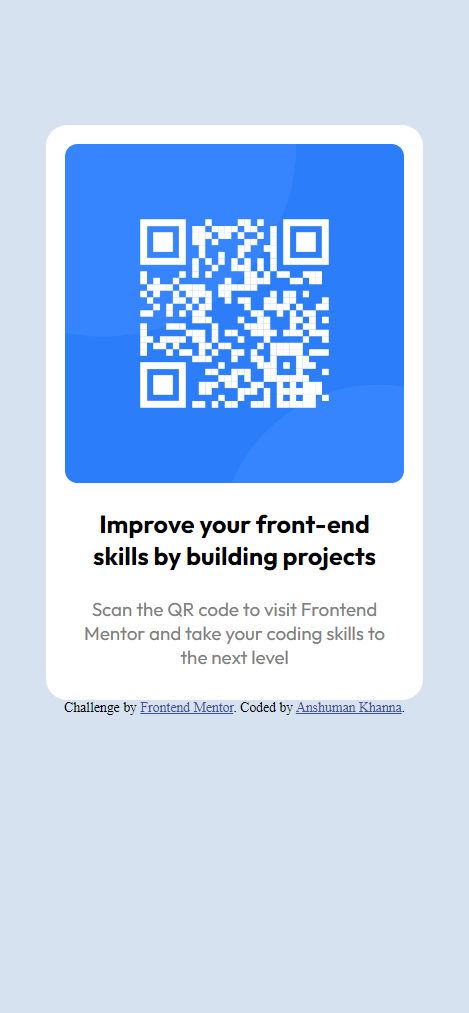 Improve your front-end
skills by building projects
Scan the QR code to visit Frontend
Mentor and take your coding skills to
the next level
Challenge by Frontend Mentor. Coded by Anshuman Khanna.